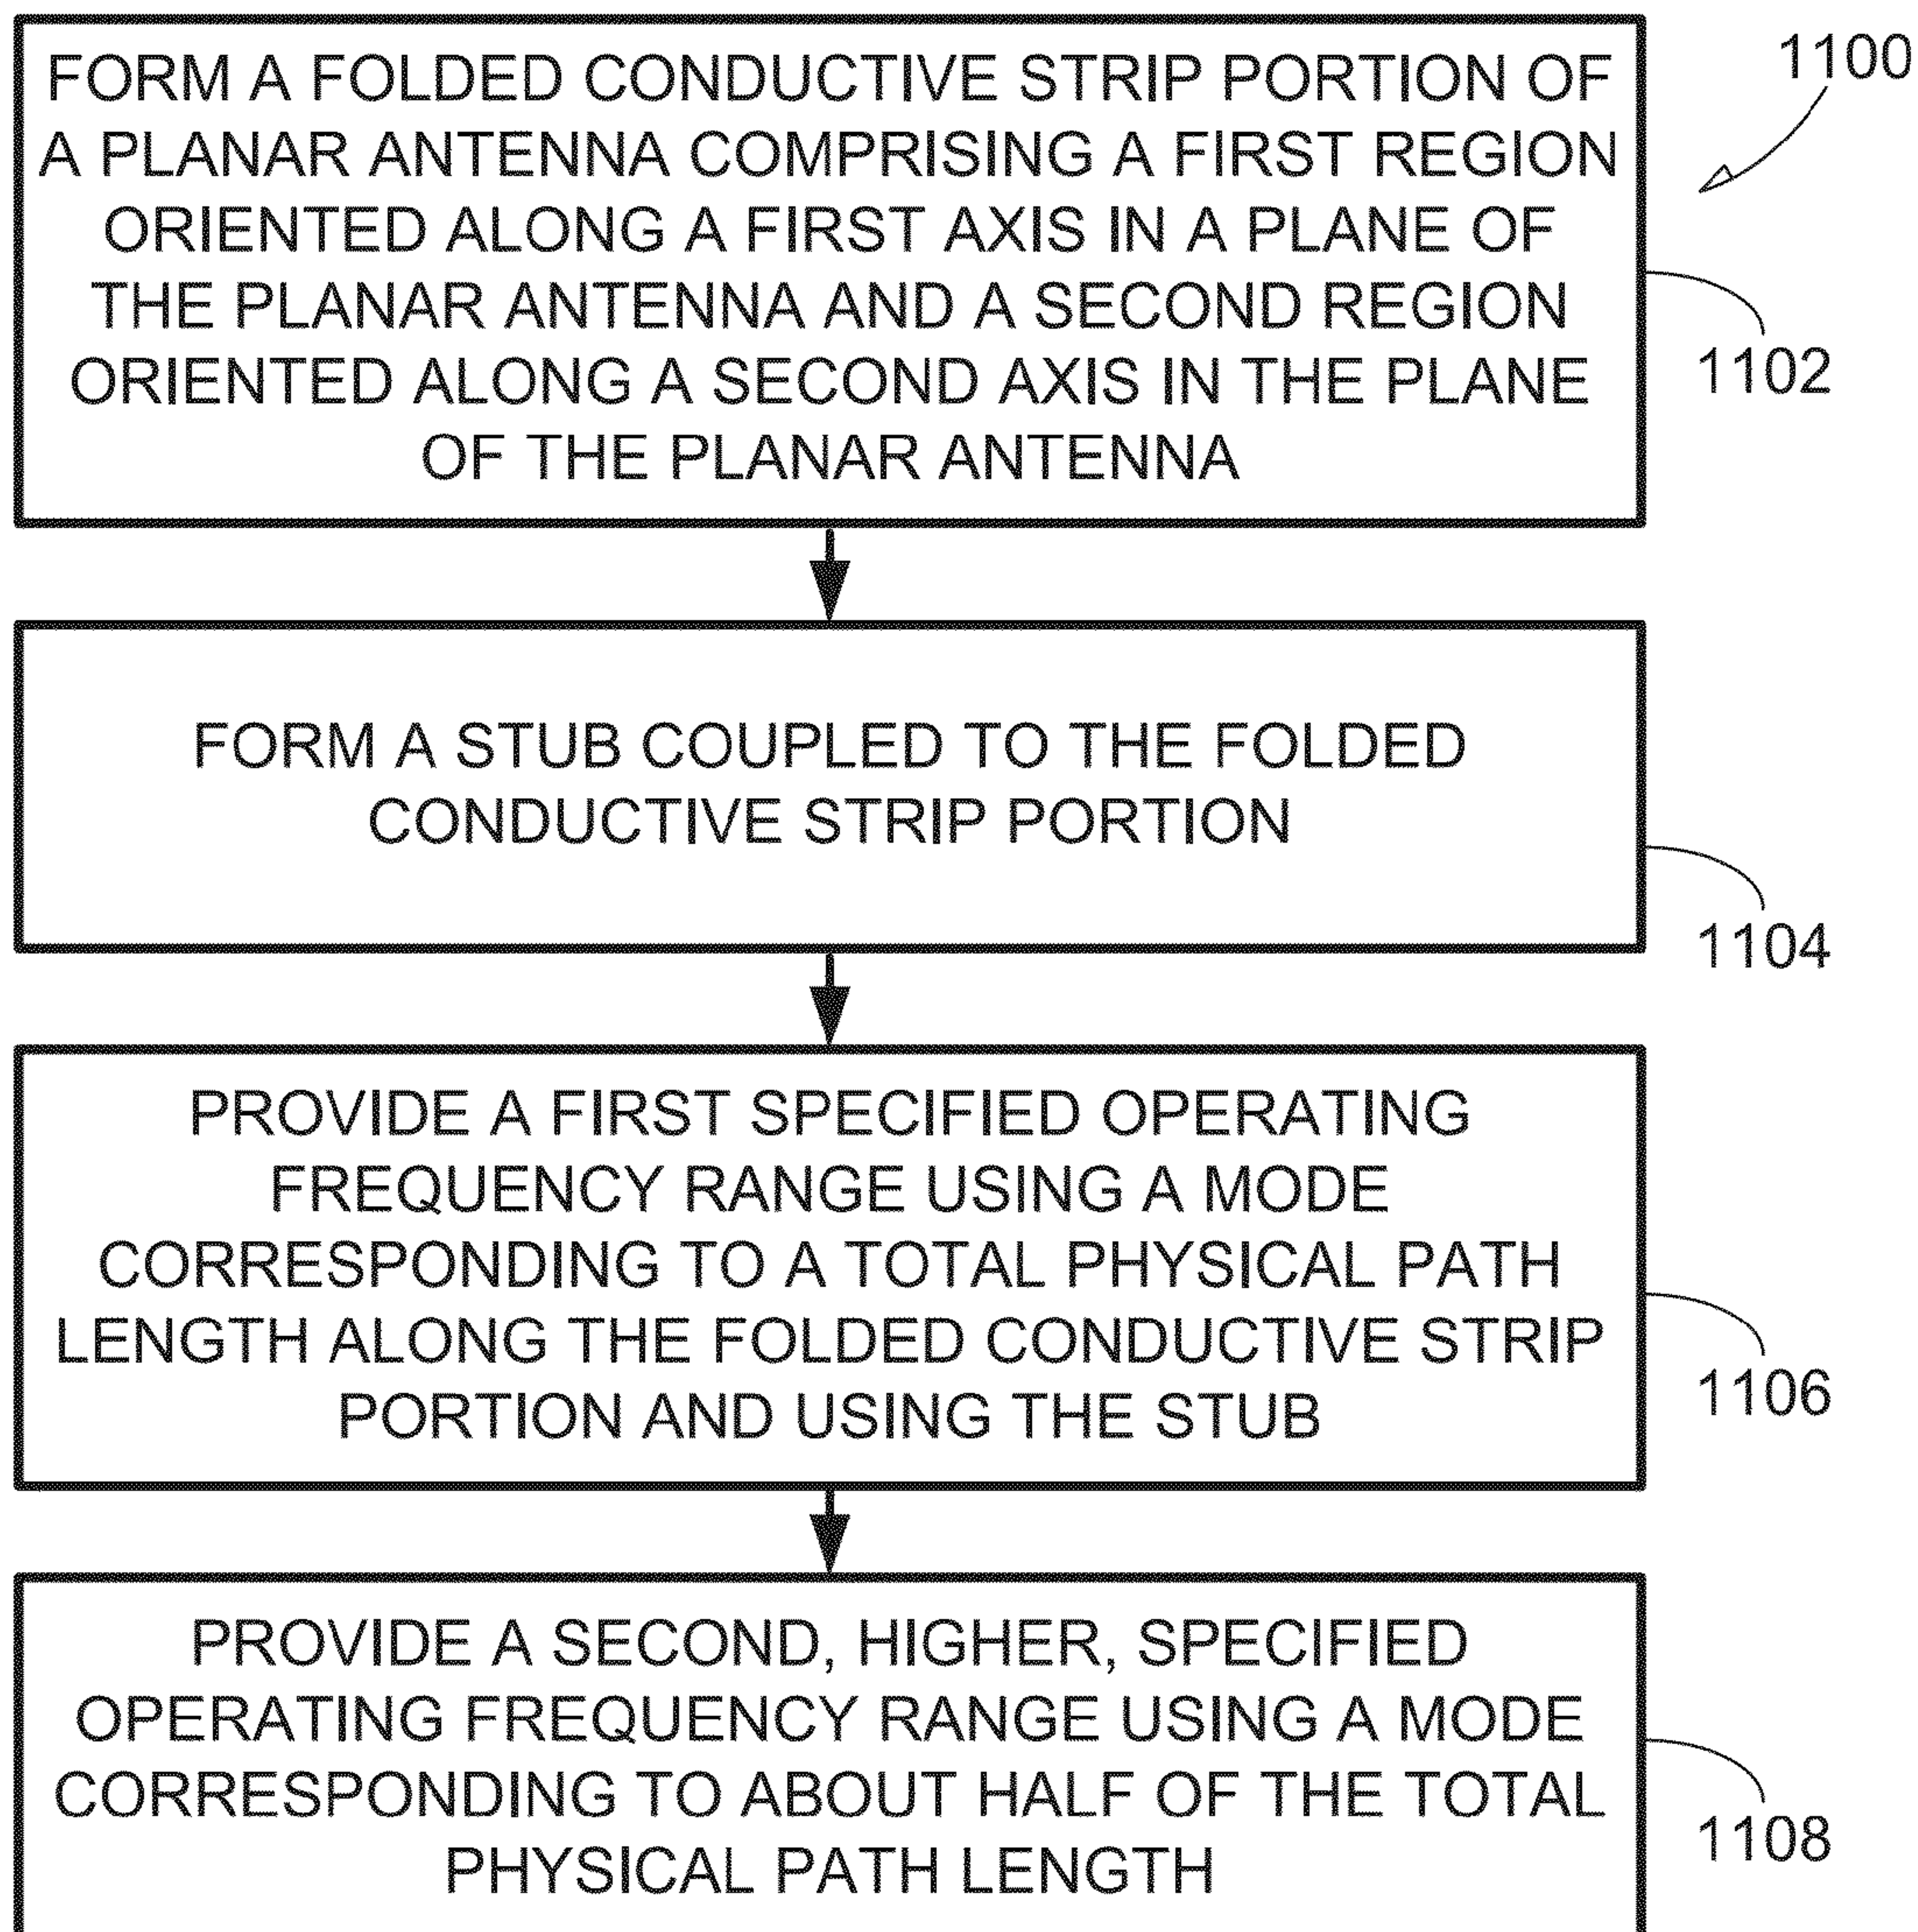 FORM A FOLDED CONDUCTIVE STRIP PORTION OF
A PLANAR ANTENNA COMPRISING A FIRST REGION
ORIENTED ALONG A FIRST AXIS IN A PLANE OF
THE PLANAR ANTENNA AND A SECOND REGION
ORIENTED ALONG A SECOND AXIS IN THE PLANE
OF THE PLANAR ANTENNA
1100
1102
FORM A STUB COUPLED TO THE FOLDED
CONDUCTIVE STRIP PORTION
1104
PROVIDE A FIRST SPECIFIED OPERATING
FREQUENCY RANGE USING A MODE
CORRESPONDING TO A TOTAL PHYSICAL PATH
LENGTH ALONG THE FOLDED CONDUCTIVE STRIP
PORTION AND USING THE STUB
1106
PROVIDE A SECOND, HIGHER, SPECIFIED
OPERATING FREQUENCY RANGE USING A MODE
CORRESPONDING TO ABOUT HALF OF THE TOTAL
PHYSICAL PATH LENGTH
1108